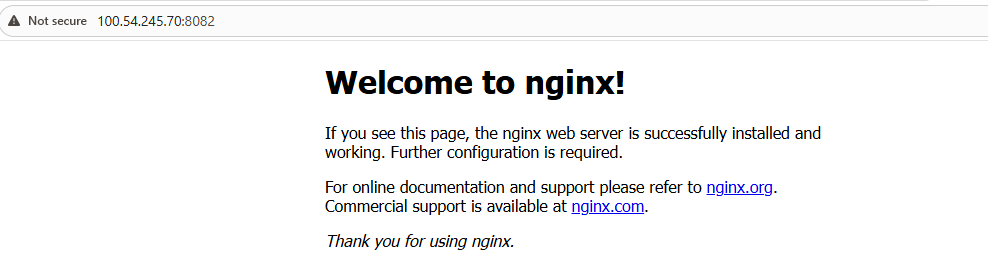 Not secure 100.54.245.70:8082
Welcome to nginx!
If you see this page, the nginx web server is successfully installed and
working. Further configuration is required.
For online documentation and support please refer to nginx.org.
Commercial support is available at nginx.com.
Thank you for using nginx.